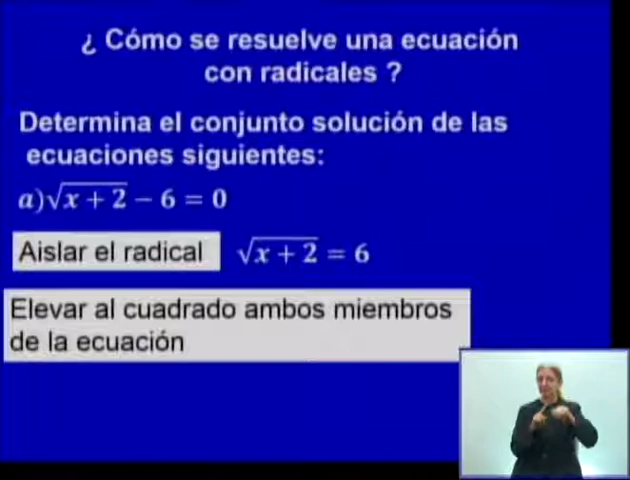 ¿ Cómo se resuelve una ecuación
con radicales ?
Determina el conjunto solución de las
ecuaciones siguientes:
a)√x + 2 − 6 = 0
Aislar el radical √x + 2 = 6
Elevar al cuadrado ambos miembros
de la ecuación